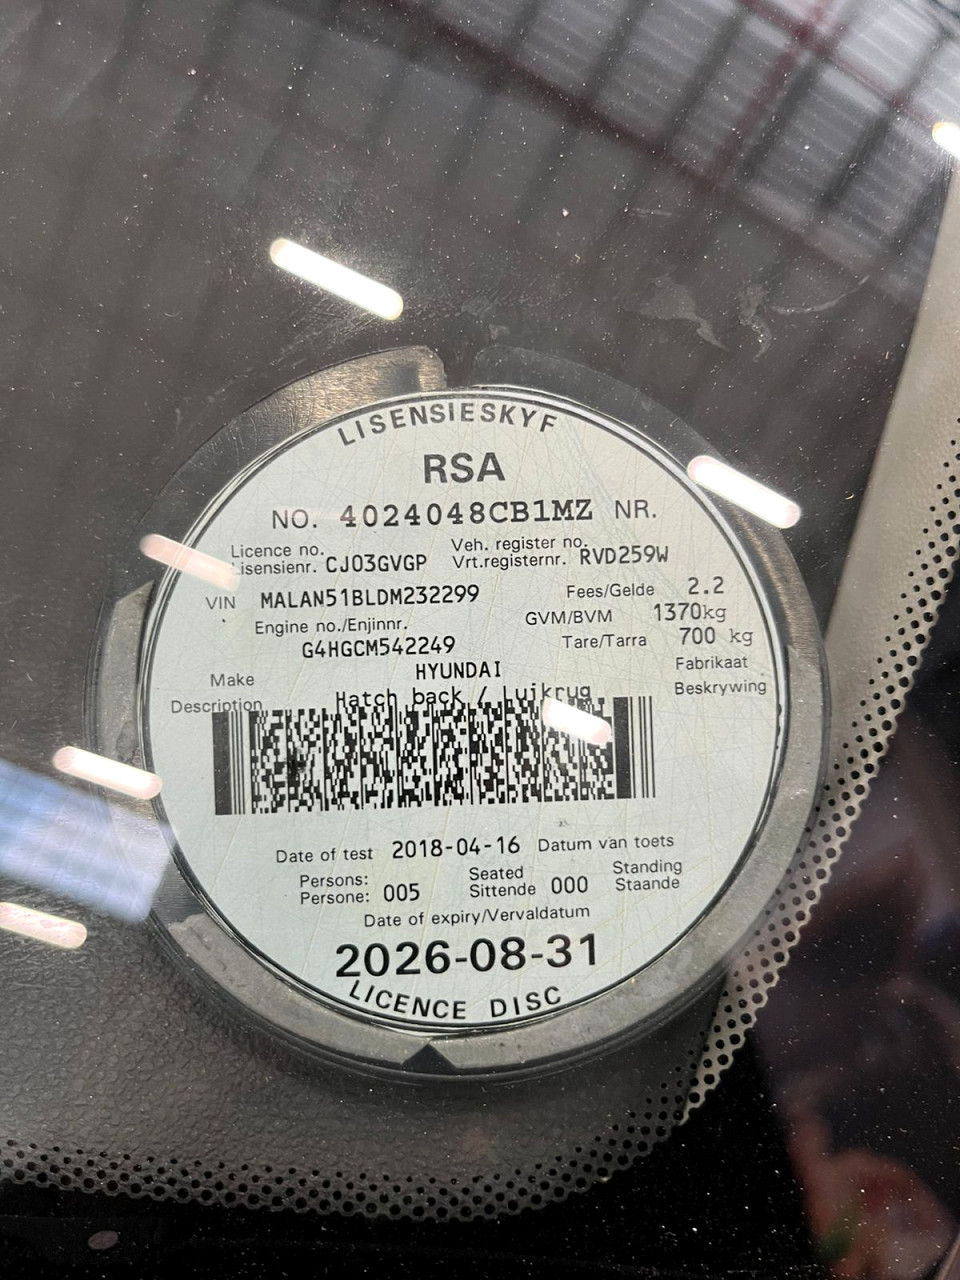 LISENSIESKYF
RSA
NO. 4024048CB1MZ NR.
Licence no. Veh. register no.
Lisensienr. CJ03GVGP Vrt.registernr. RVD259W
VIN MALAN51BLDM232299 Fees/Gelde 2.2
Engine no./Enjinnr. GVM/BVM 1370kg
G4HGCM542249 Tare/Tarra 700 kg
Make HYUNDAI Fabrikaat
Description Hatch back / Luikrug Beskrywing
Date of test 2018-04-16 Datum van toets
Persons: Seated Standing
Persone: 005 Sittende 000 Staande
Date of expiry/Vervaldatum
2026-08-31
LICENCE DISC